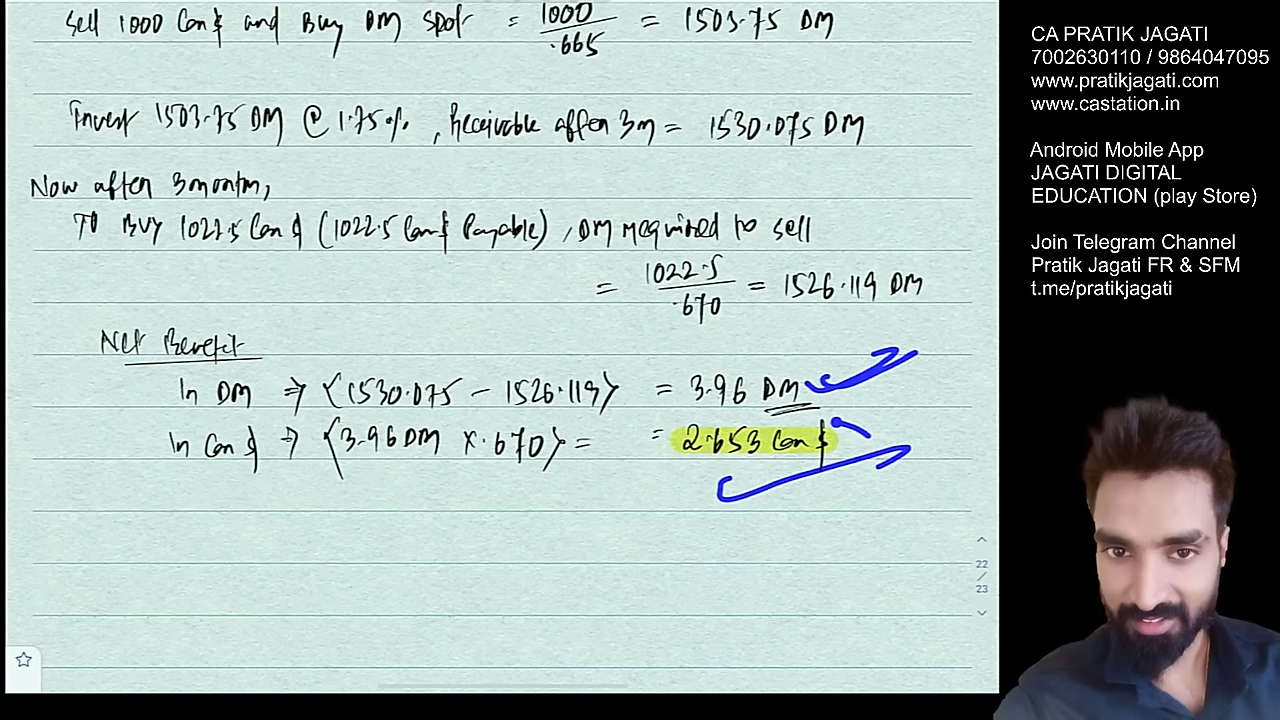 Sell 1000 Can $ and Buy DM spot = 1000 / .665 = 1503.75 DM
Invest 1503.75 DM @ 1.75%, Receivable after 3m = 1530.075 DM
Now after 3 months,
To Buy 1022.5 Can $ (1022.5 Can $ Payable), DM required to sell
= 1022.5 / .670 = 1526.119 DM
Net Benefit
In DM ⇒ {1530.075 - 1526.119} = 3.96 DM
In Can $ ⇒ {3.96 DM x .670} = = 2.653 Can $
22
/
23
CA PRATIK JAGATI
7002630110 / 9864047095
www.pratikjagati.com
www.castation.in
Android Mobile App
JAGATI DIGITAL
EDUCATION (play Store)
Join Telegram Channel
Pratik Jagati FR & SFM
t.me/pratikjagati